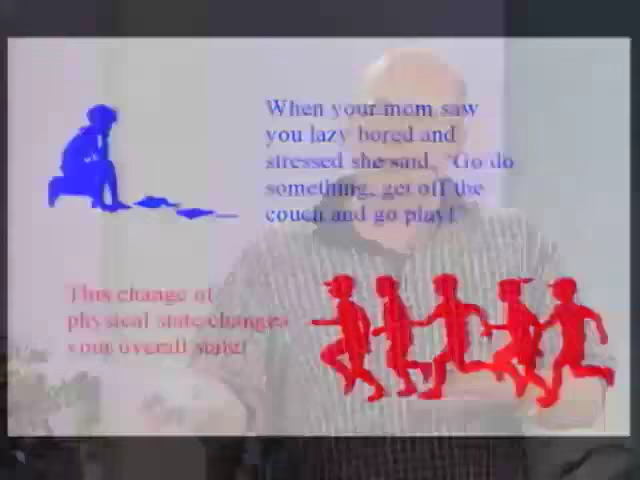 When your mom saw
you lazy bored and
stressed she said, "Go do
something, get off the
couch and go play!"
This change of
physical state changes
your overall state!